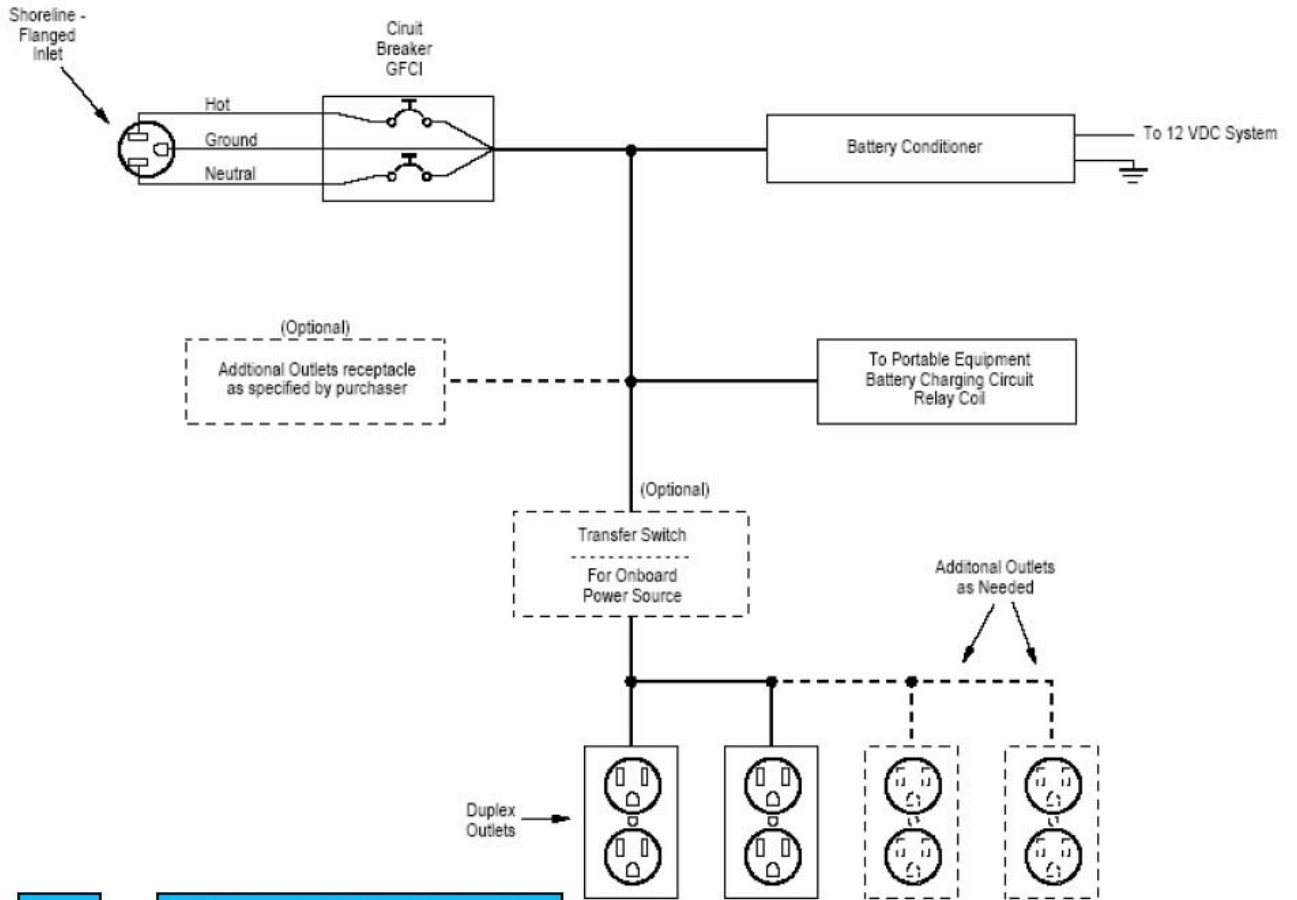 Shoreline -
Flanged
Inlet
Ciruit
Breaker
GFCI
Hot
Ground
Neutral
Battery Conditioner
To 12 VDC System
(Optional)
Addtional Outlets receptacle
as specified by purchaser
To Portable Equipment
Battery Charging Circuit
Relay Coil
(Optional)
Transfer Switch
For Onboard
Power Source
Additonal Outlets
as Needed
Duplex
Outlets